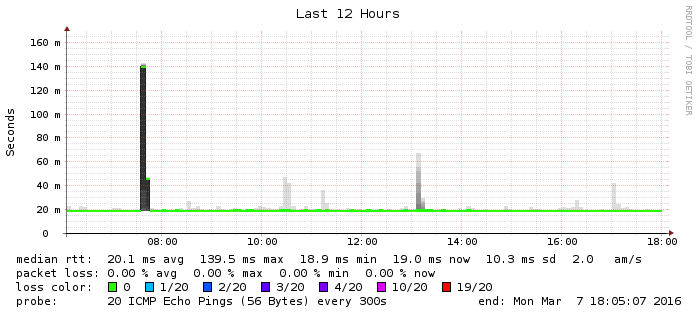 Last 12 Hours
RRDTOOL / TOBI OETIKER
Seconds
160 m
140 m
120 m
100 m
80 m
60 m
40 m
20 m
0
08:00 10:00 12:00 14:00 16:00 18:00
median rtt: 20.1 ms avg 139.5 ms max 18.9 ms min 19.0 ms now 10.3 ms sd 2.0 am/s
packet loss: 0.00 % avg 0.00 % max 0.00 % min 0.00 % now
loss color: 0 1/20 2/20 3/20 4/20 10/20 19/20
probe: 20 ICMP Echo Pings (56 Bytes) every 300s end: Mon Mar 7 18:05:07 2016